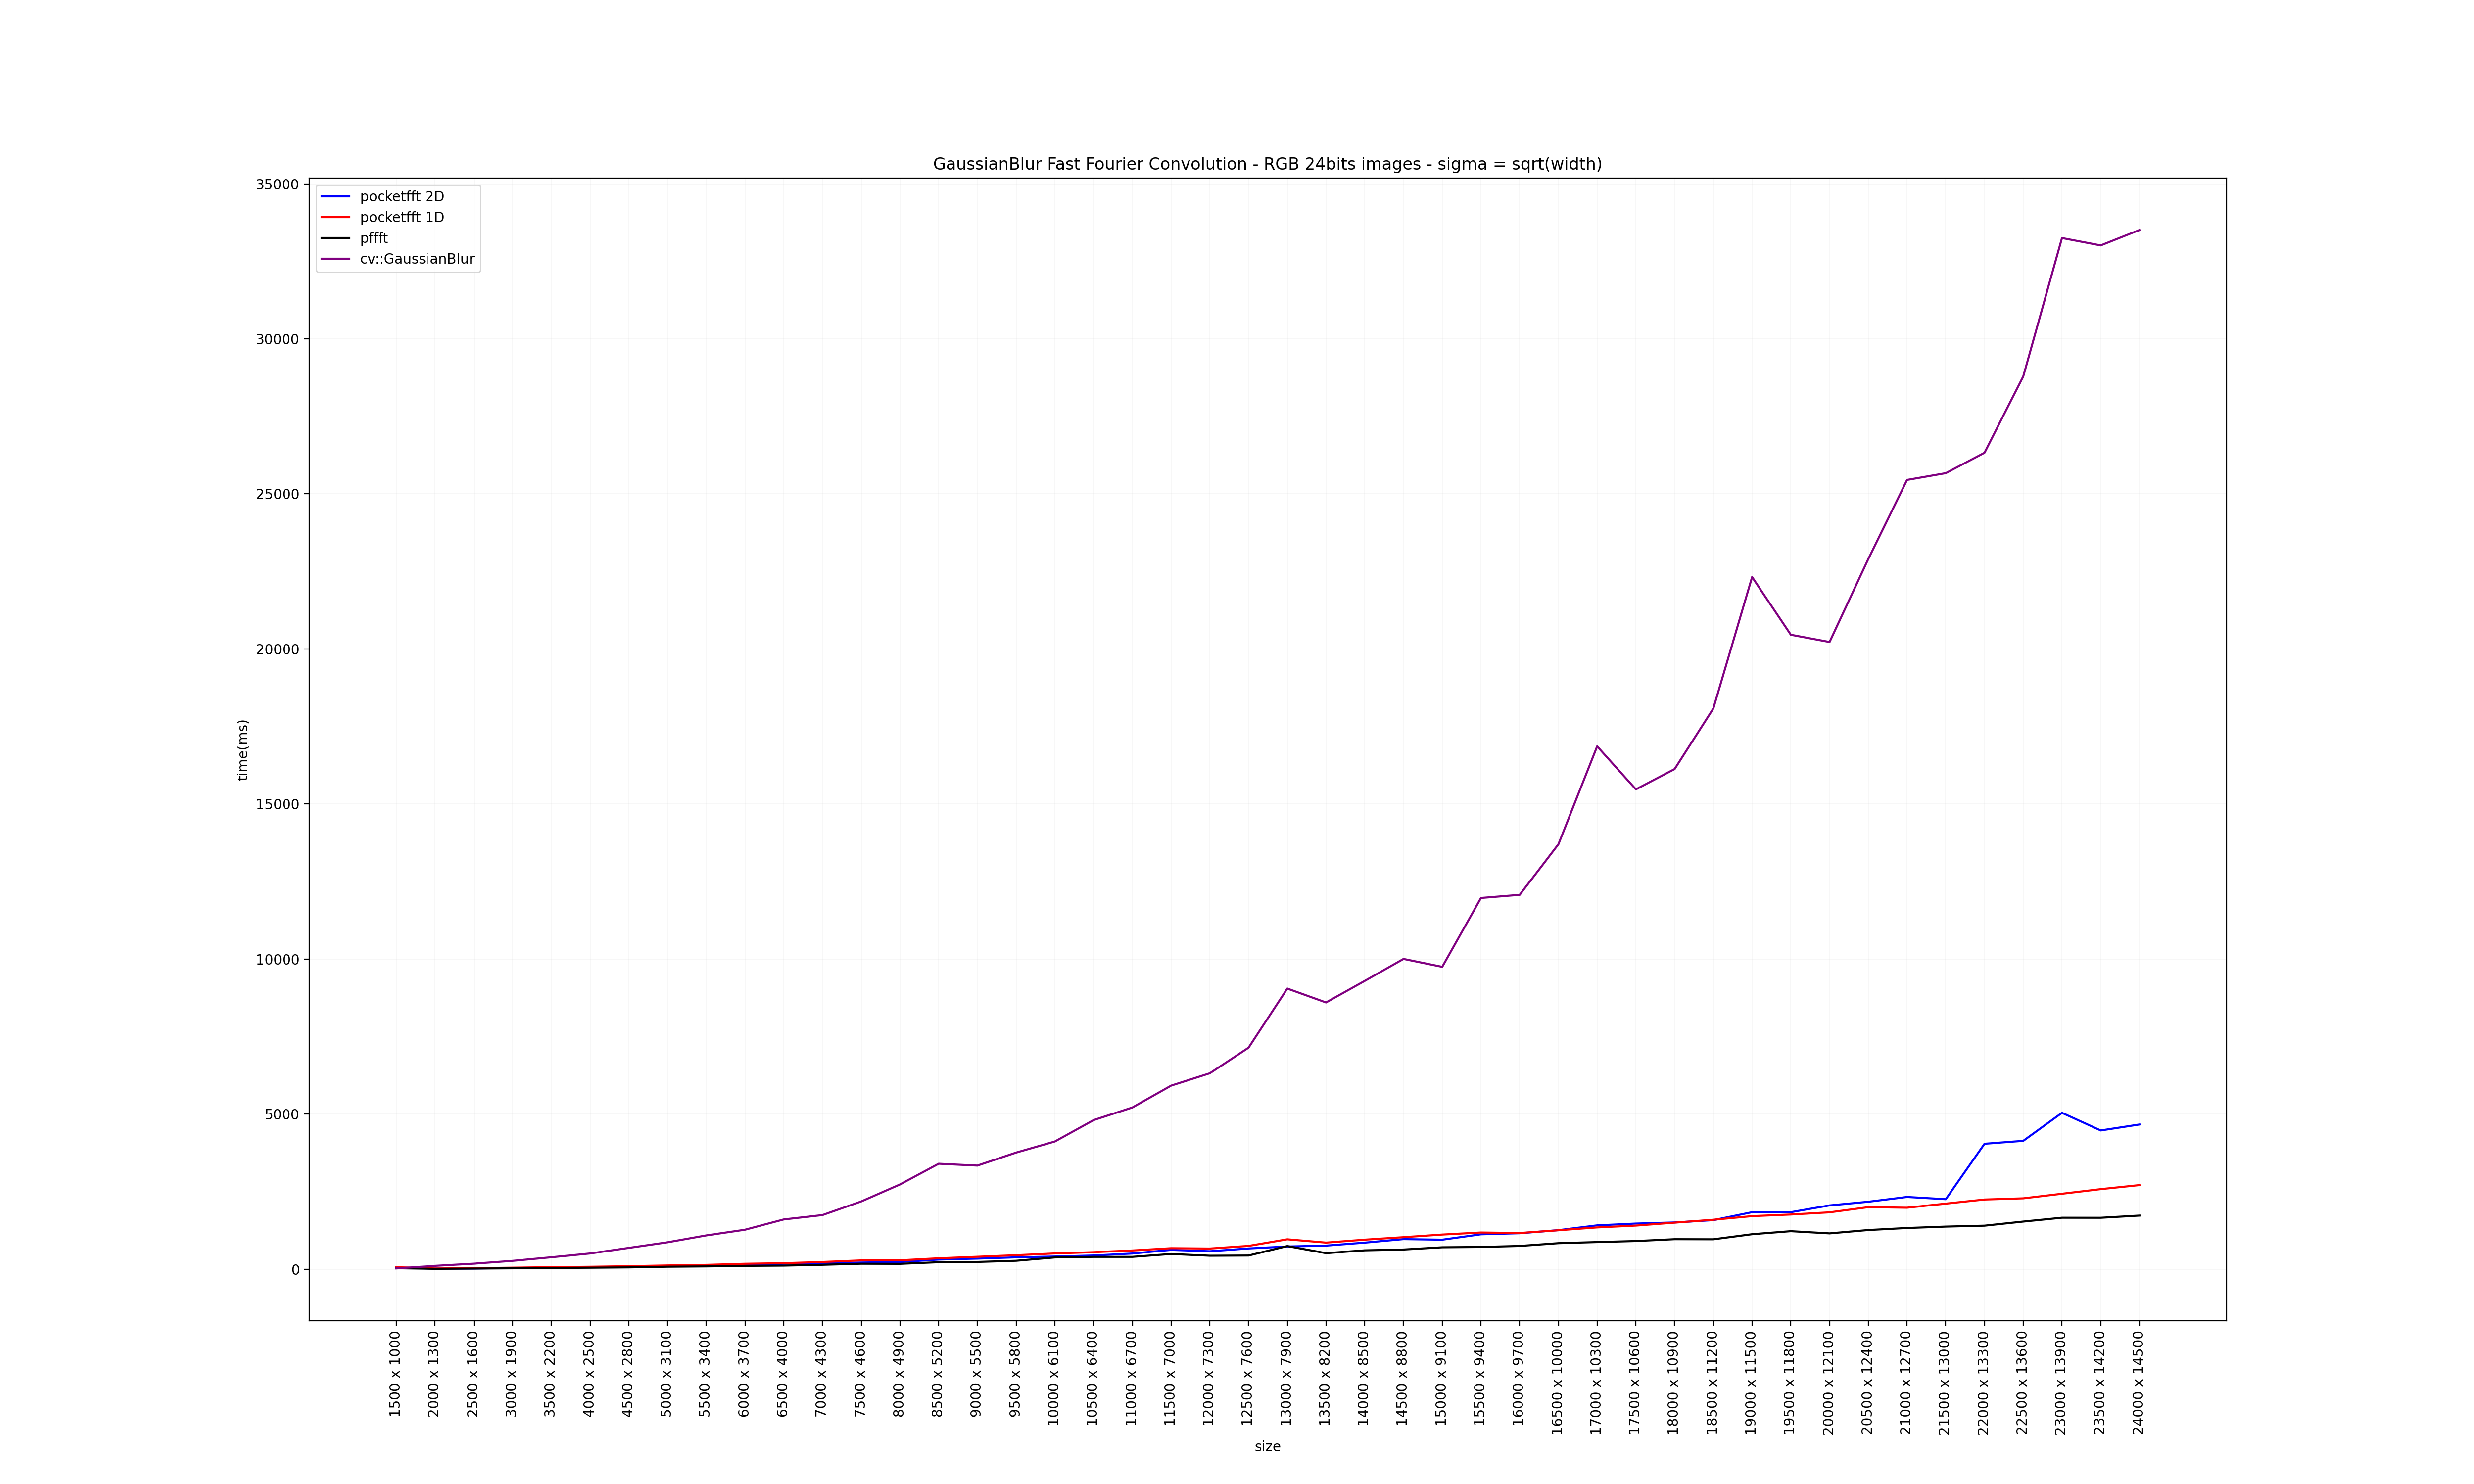 GaussianBlur Fast Fourier Convolution - RGB 24bits images - sigma = sqrt(width)
pocketfft 2D
pocketfft 1D
pffft
cv::GaussianBlur
35000
30000
25000
20000
15000
10000
5000
0
time(ms)
1500 x 1000
2000 x 1300
2500 x 1600
3000 x 1900
3500 x 2200
4000 x 2500
4500 x 2800
5000 x 3100
5500 x 3400
6000 x 3700
6500 x 4000
7000 x 4300
7500 x 4600
8000 x 4900
8500 x 5200
9000 x 5500
9500 x 5800
10000 x 6100
10500 x 6400
11000 x 6700
11500 x 7000
12000 x 7300
12500 x 7600
13000 x 7900
13500 x 8200
14000 x 8500
14500 x 8800
15000 x 9100
15500 x 9400
16000 x 9700
16500 x 10000
17000 x 10300
17500 x 10600
18000 x 10900
18500 x 11200
19000 x 11500
19500 x 11800
20000 x 12100
20500 x 12400
21000 x 12700
21500 x 13000
22000 x 13300
22500 x 13600
23000 x 13900
23500 x 14200
24000 x 14500
size